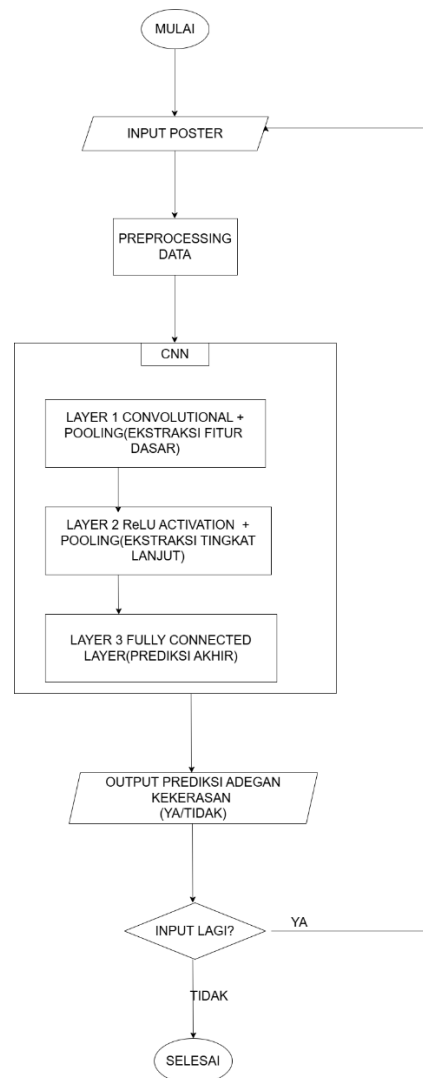 MULAI
INPUT POSTER
PREPROCESSING
DATA
CNN
LAYER 1 CONVOLUTIONAL +
POOLING(EKSTRAKSI FITUR
DASAR)
LAYER 2 ReLU ACTIVATION +
POOLING(EKSTRAKSI TINGKAT
LANJUT)
LAYER 3 FULLY CONNECTED
LAYER(PREDIKSI AKHIR)
OUTPUT PREDIKSI ADEGAN
KEKERASAN
(YA/TIDAK)
INPUT LAGI?
YA
TIDAK
SELESAI